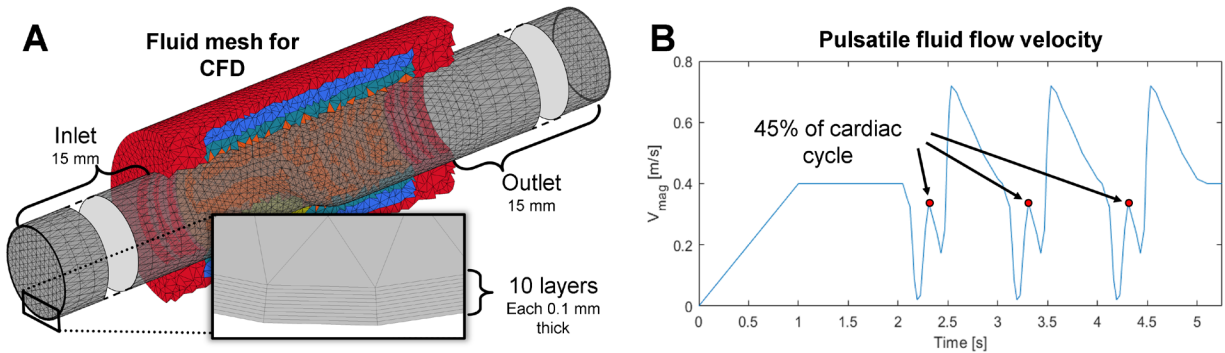 A
Fluid mesh for
CFD
Inlet
15 mm
Outlet
15 mm
10 layers
Each 0.1 mm
thick
B
Pulsatile fluid flow velocity
0.8
0.6
0.4
0.2
0
V_mag [m/s]
45% of cardiac
cycle
0 0.5 1 1.5 2 2.5 3 3.5 4 4.5 5
Time [s]